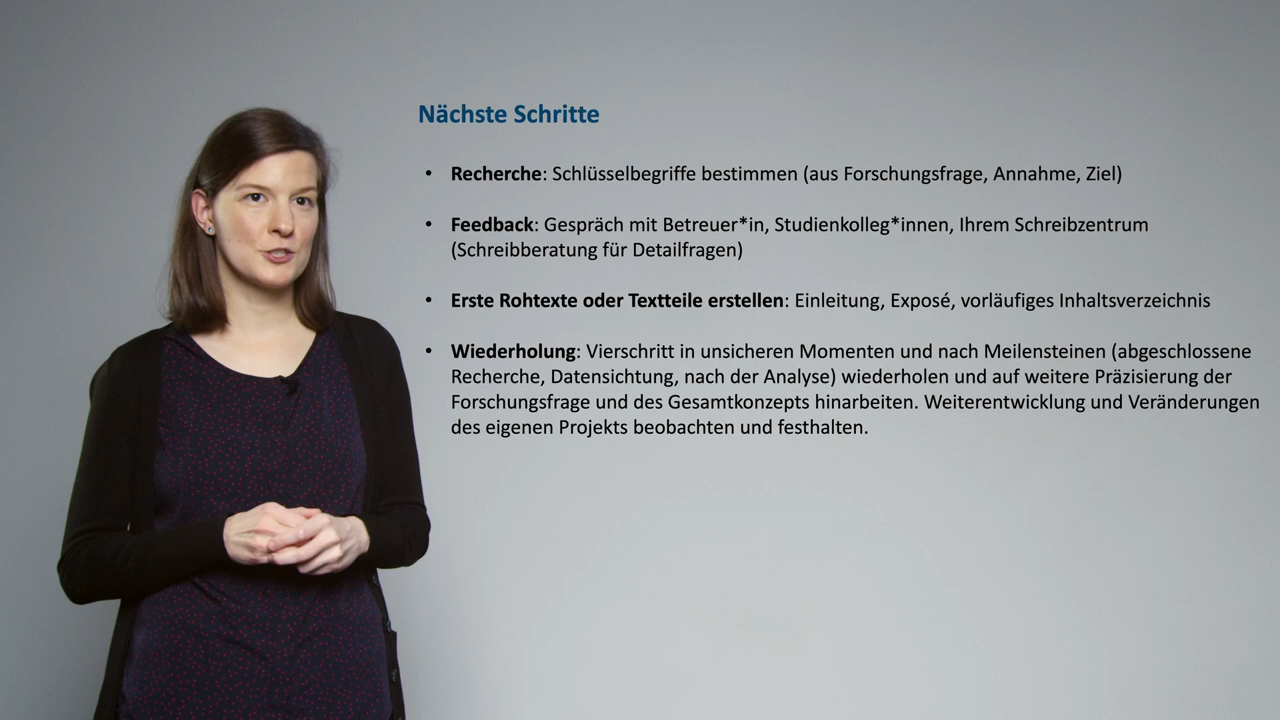 Nächste Schritte
• Recherche: Schlüsselbegriffe bestimmen (aus Forschungsfrage, Annahme, Ziel)
• Feedback: Gespräch mit Betreuer*in, Studienkolleg*innen, Ihrem Schreibzentrum
(Schreibberatung für Detailfragen)
• Erste Rohtexte oder Textteile erstellen: Einleitung, Exposé, vorläufiges Inhaltsverzeichnis
• Wiederholung: Vierschritt in unsicheren Momenten und nach Meilensteinen (abgeschlossene
Recherche, Datensichtung, nach der Analyse) wiederholen und auf weitere Präzisierung der
Forschungsfrage und des Gesamtkonzepts hinarbeiten. Weiterentwicklung und Veränderungen
des eigenen Projekts beobachten und festhalten.